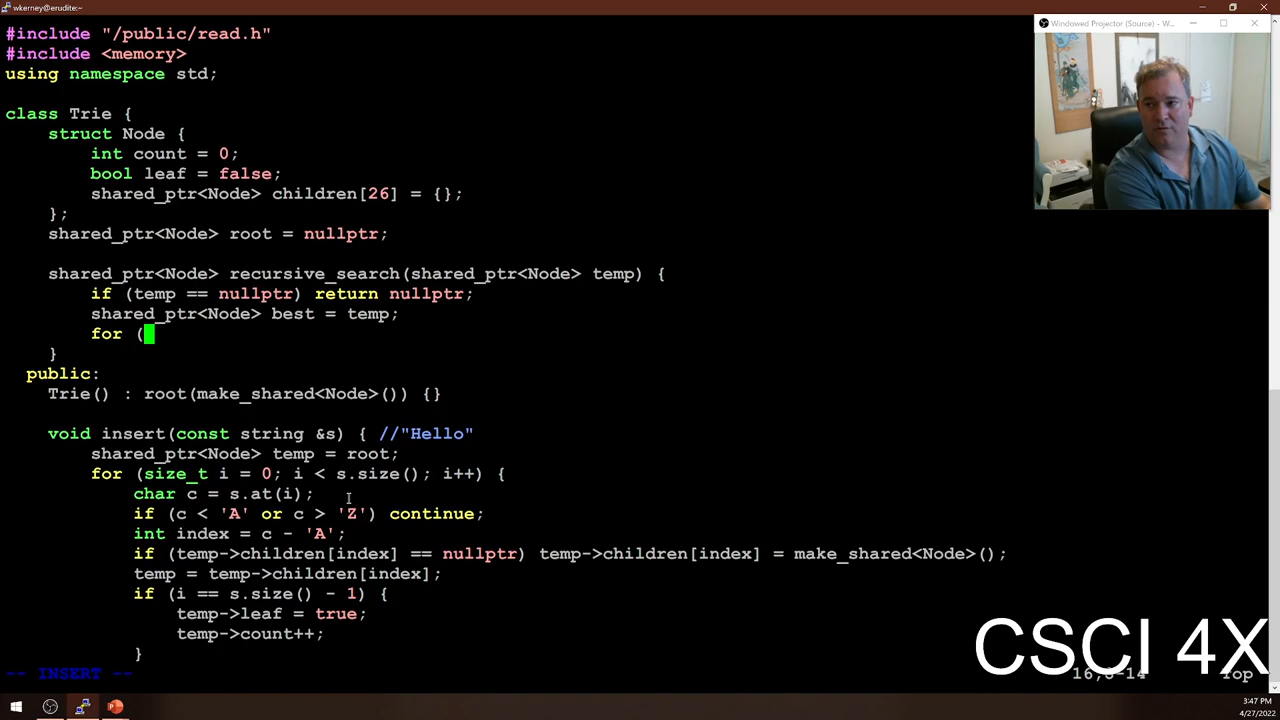 wkerney@erudite:~
Windowed Projector (Source) - W...
#include "/public/read.h"
#include <memory>
using namespace std;
class Trie {
struct Node {
int count = 0;
bool leaf = false;
shared_ptr<Node> children[26] = {};
};
shared_ptr<Node> root = nullptr;
shared_ptr<Node> recursive_search(shared_ptr<Node> temp) {
if (temp == nullptr) return nullptr;
shared_ptr<Node> best = temp;
for (
}
public:
Trie() : root(make_shared<Node>()) {}
void insert(const string &s) { //"Hello"
shared_ptr<Node> temp = root;
for (size_t i = 0; i < s.size(); i++) {
char c = s.at(i);
if (c < 'A' or c > 'Z') continue;
int index = c - 'A';
if (temp->children[index] == nullptr) temp->children[index] = make_shared<Node>();
temp = temp->children[index];
if (i == s.size() - 1) {
temp->leaf = true;
temp->count++;
}
CSCI 4X
-- INSERT --
Top
3:47 PM
4/27/2022